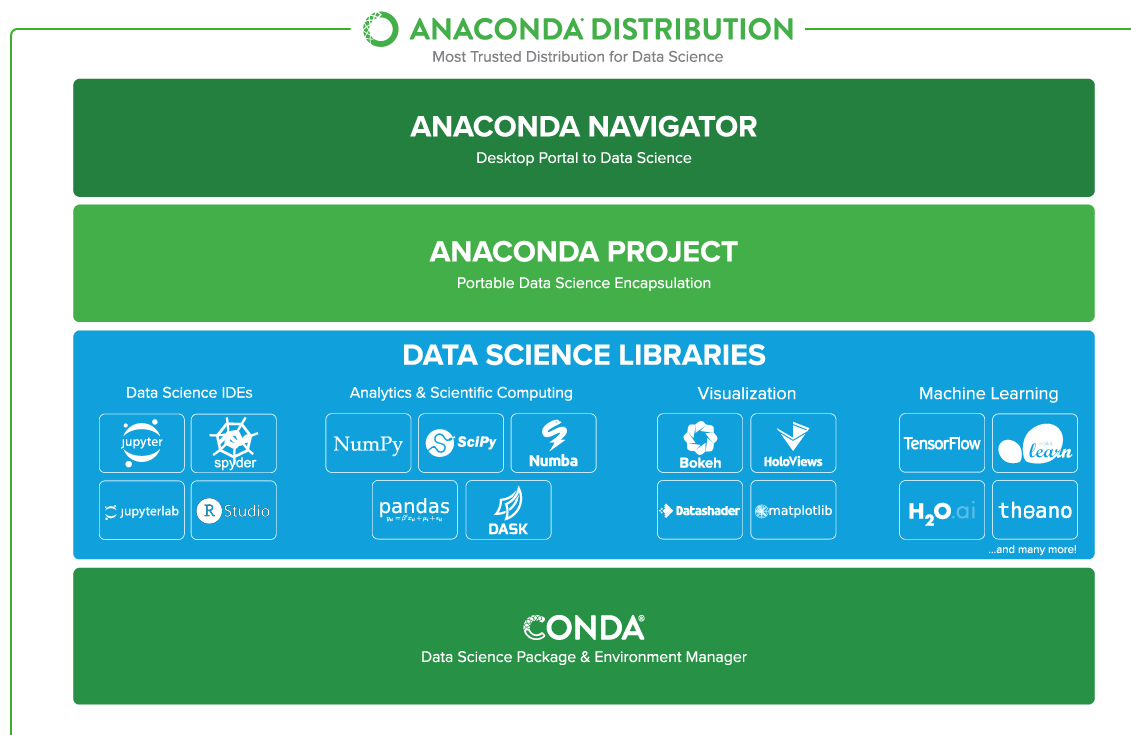 ANACONDA® DISTRIBUTION
Most Trusted Distribution for Data Science
ANACONDA NAVIGATOR
Desktop Portal to Data Science
ANACONDA PROJECT
Portable Data Science Encapsulation
DATA SCIENCE LIBRARIES
Data Science IDEs
jupyter
spyder
jupyterlab
R Studio
Analytics & Scientific Computing
NumPy
SciPy
Numba
pandas
DASK
Visualization
Bokeh
HoloViews
Datashader
matplotlib
Machine Learning
TensorFlow
learn
H2O.ai
theano
...and many more!
CONDA®
Data Science Package & Environment Manager